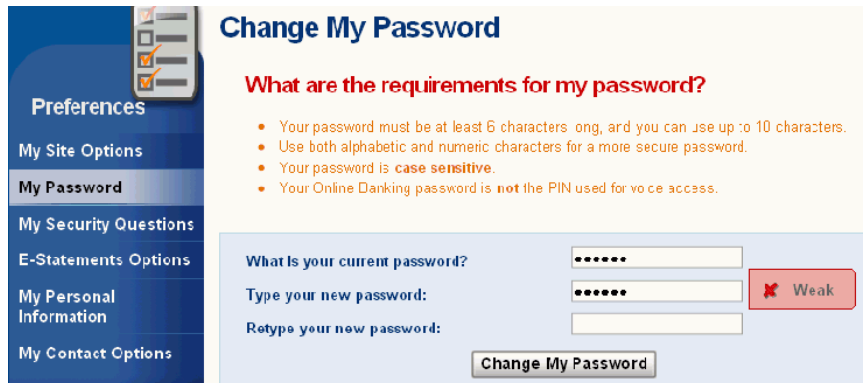 Change My Password
What are the requirements for my password?
Your password must be at least 6 characters long, and you can use up to 10 characters.
Use both alphabetic and numeric characters for a more secure password.
Your password is case sensitive.
Your Online Banking password is not the PIN used for voice access.
Preferences
My Site Options
My Password
My Security Questions
E-Statements Options
My Personal
Information
My Contact Options
What is your current password?
Type your new password:
Weak
Retype your new password:
Change My Password